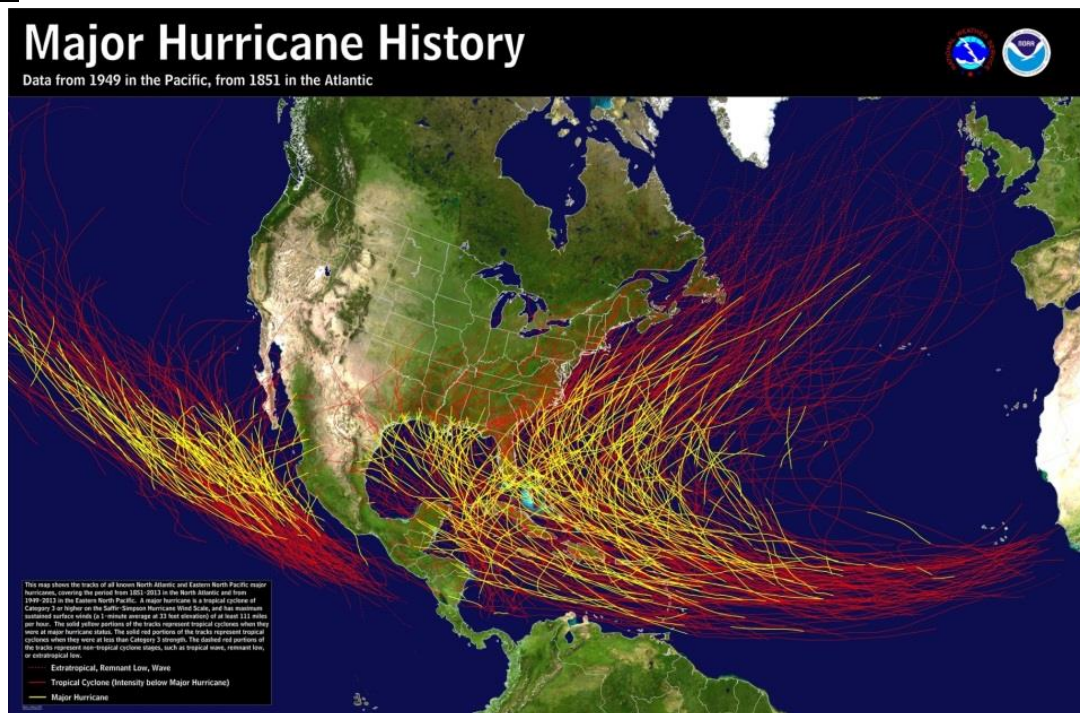 Major Hurricane History
Data from 1949 in the Pacific, from 1851 in the Atlantic
NATIONAL WEATHER SERVICE
NOAA
This map shows the tracks of all known North Atlantic and Eastern North Pacific major
hurricanes, covering the period from 1851-2013 in the North Atlantic and from
1949-2013 in the Eastern North Pacific. A major hurricane is a tropical cyclone of
Category 3 or higher on the Saffir-Simpson Hurricane Wind Scale, and has maximum
sustained surface winds (a 1-minute average at 33 feet elevation) of at least 111 miles
per hour. The solid yellow portions of the tracks represent tropical cyclones when they
were at major hurricane status. The solid red portions of the tracks represent tropical
cyclones when they were at less than Category 3 strength. The dashed red portions of
the tracks represent non-tropical cyclone stages, such as tropical wave, remnant low,
or extratropical low.
Extratropical, Remnant Low, Wave
Tropical Cyclone (Intensity below Major Hurricane)
Major Hurricane